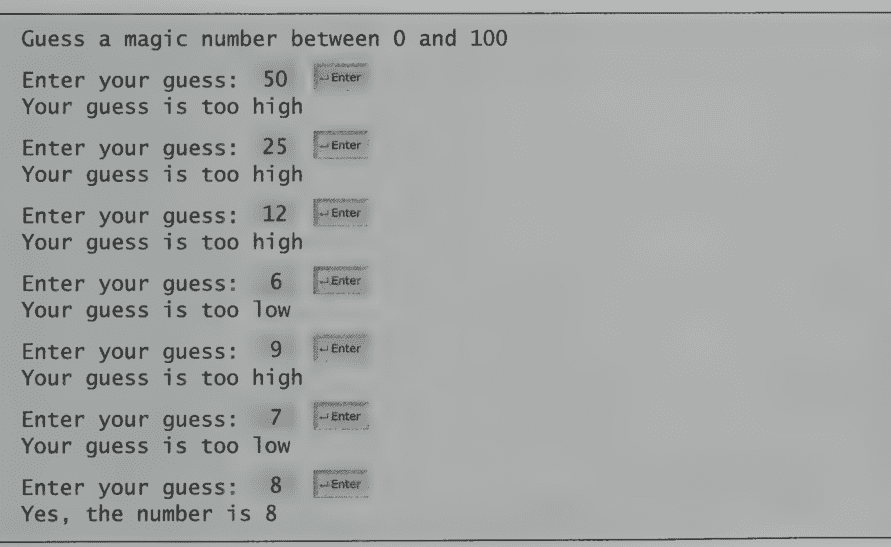 Guess a magic number between 0 and 100
Enter your guess: 50 ↵Enter
Your guess is too high
Enter your guess: 25 ↵Enter
Your guess is too high
Enter your guess: 12 ↵Enter
Your guess is too high
Enter your guess: 6 ↵Enter
Your guess is too low
Enter your guess: 9 ↵Enter
Your guess is too high
Enter your guess: 7 ↵Enter
Your guess is too low
Enter your guess: 8 ↵Enter
Yes, the number is 8